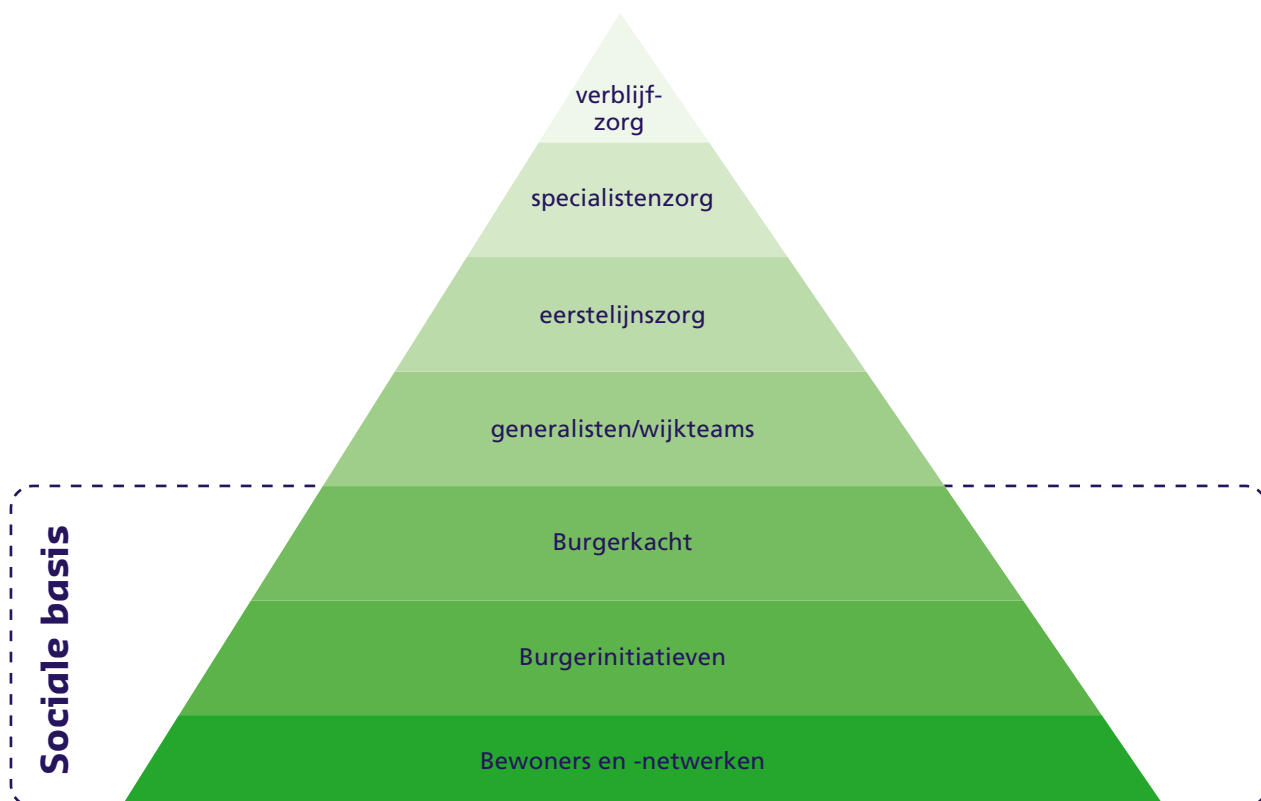 verblijf-
zorg
specialistenzorg
eerstelijnszorg
generalisten/wijkteams
Sociale basis
Burgerkacht
Burgerinitiatieven
Bewoners en -netwerken